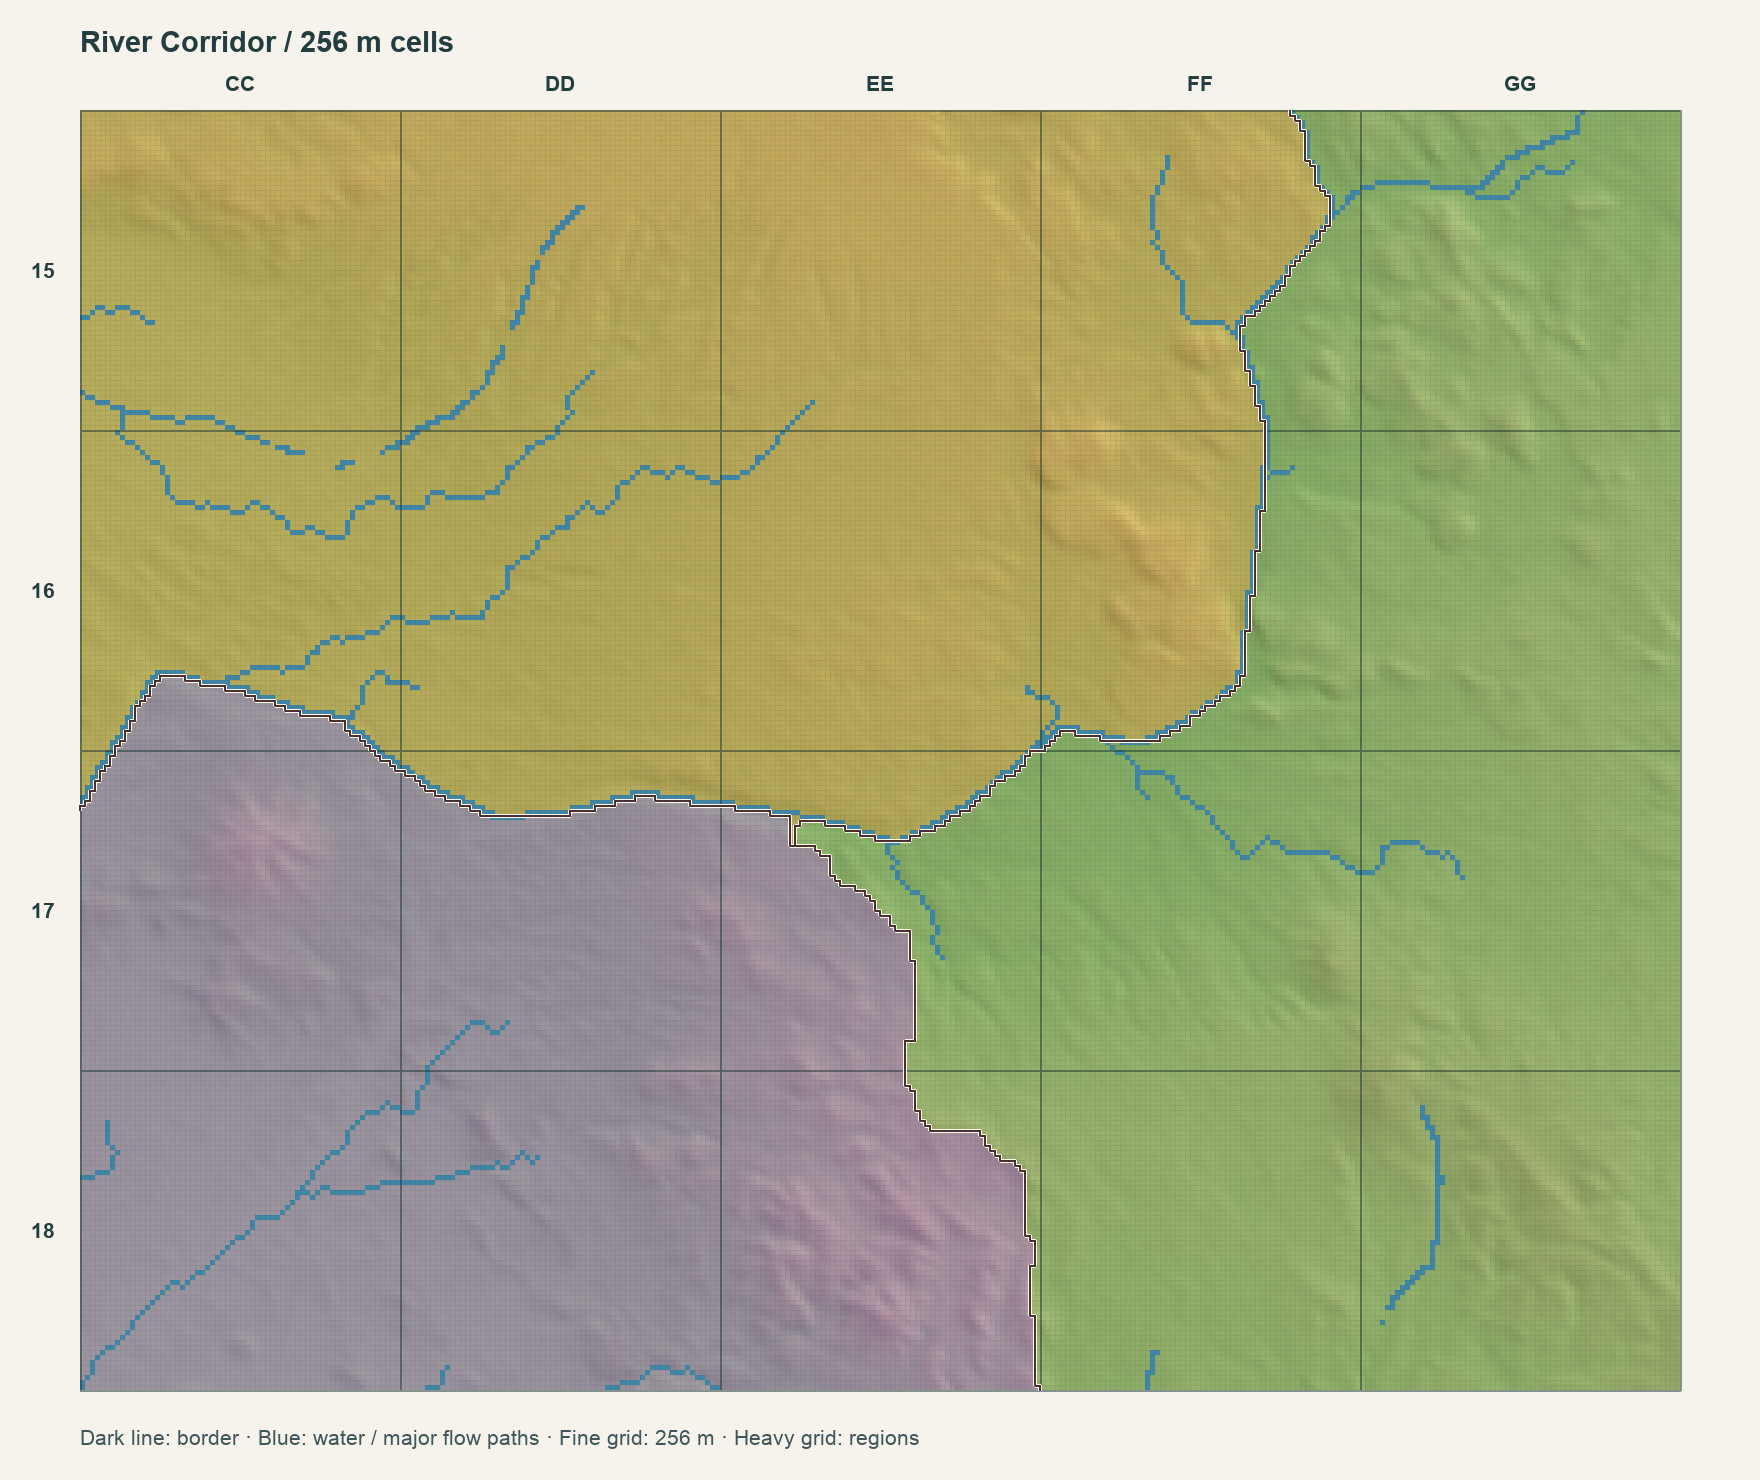 River Corridor / 256 m cells
CC DD EE FF GG
15
16
17
18
Dark line: border · Blue: water / major flow paths · Fine grid: 256 m · Heavy grid: regions